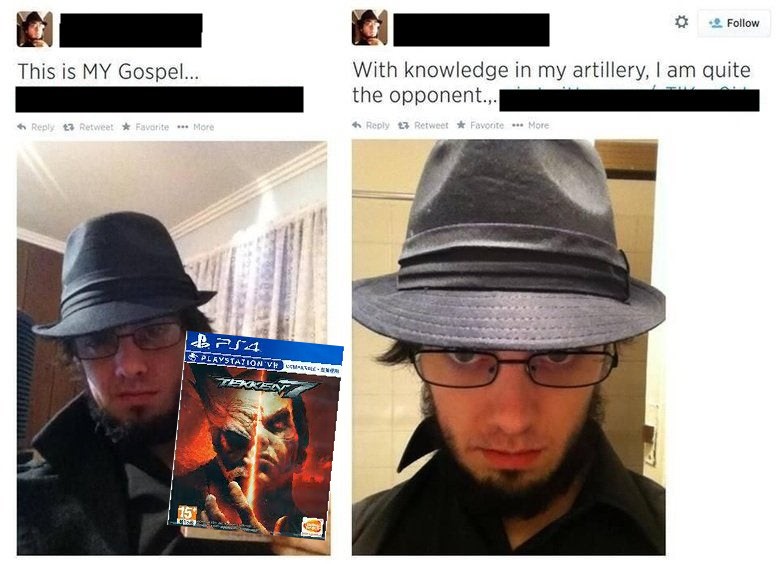 This is MY Gospel...
Reply Retweet Favorite More
With knowledge in my artillery, I am quite
the opponent.,.
Reply Retweet Favorite More
Follow
PS4
PLAYSTATION VR
TEKKEN 7
15+